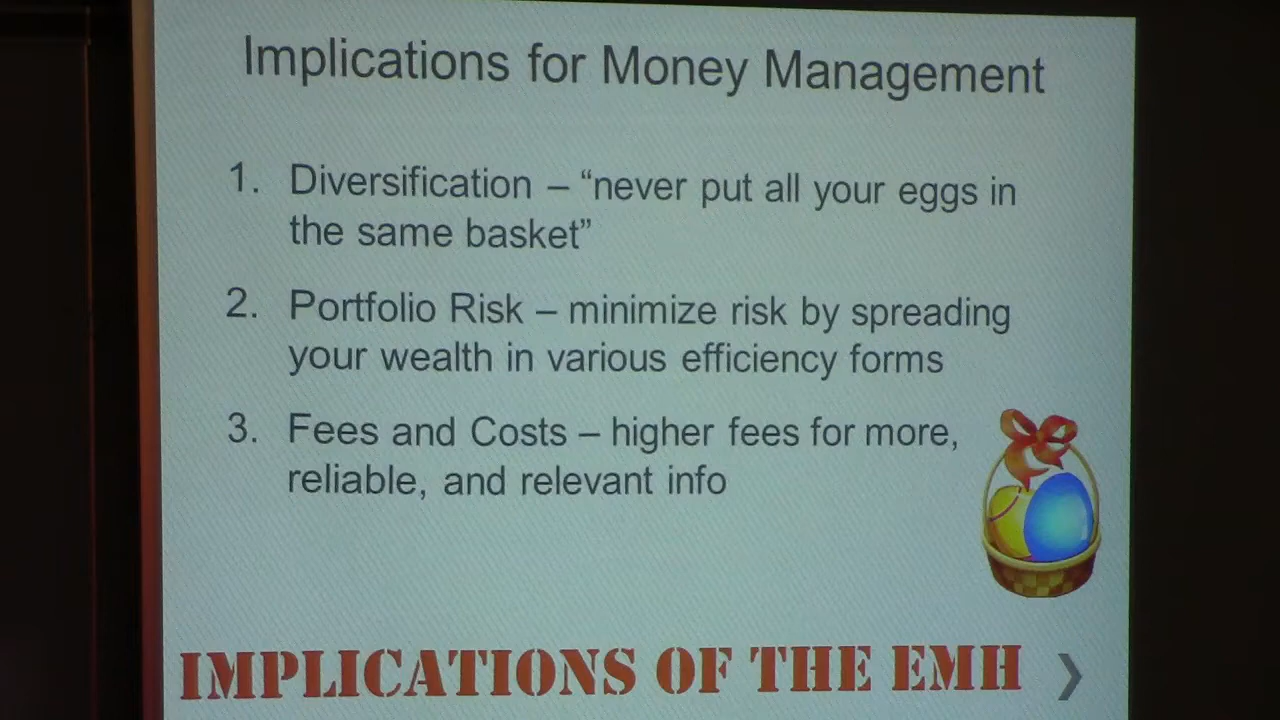 Implications for Money Management
1. Diversification – “never put all your eggs in
the same basket”
2. Portfolio Risk – minimize risk by spreading
your wealth in various efficiency forms
3. Fees and Costs – higher fees for more,
reliable, and relevant info
IMPLICATIONS OF THE EMH